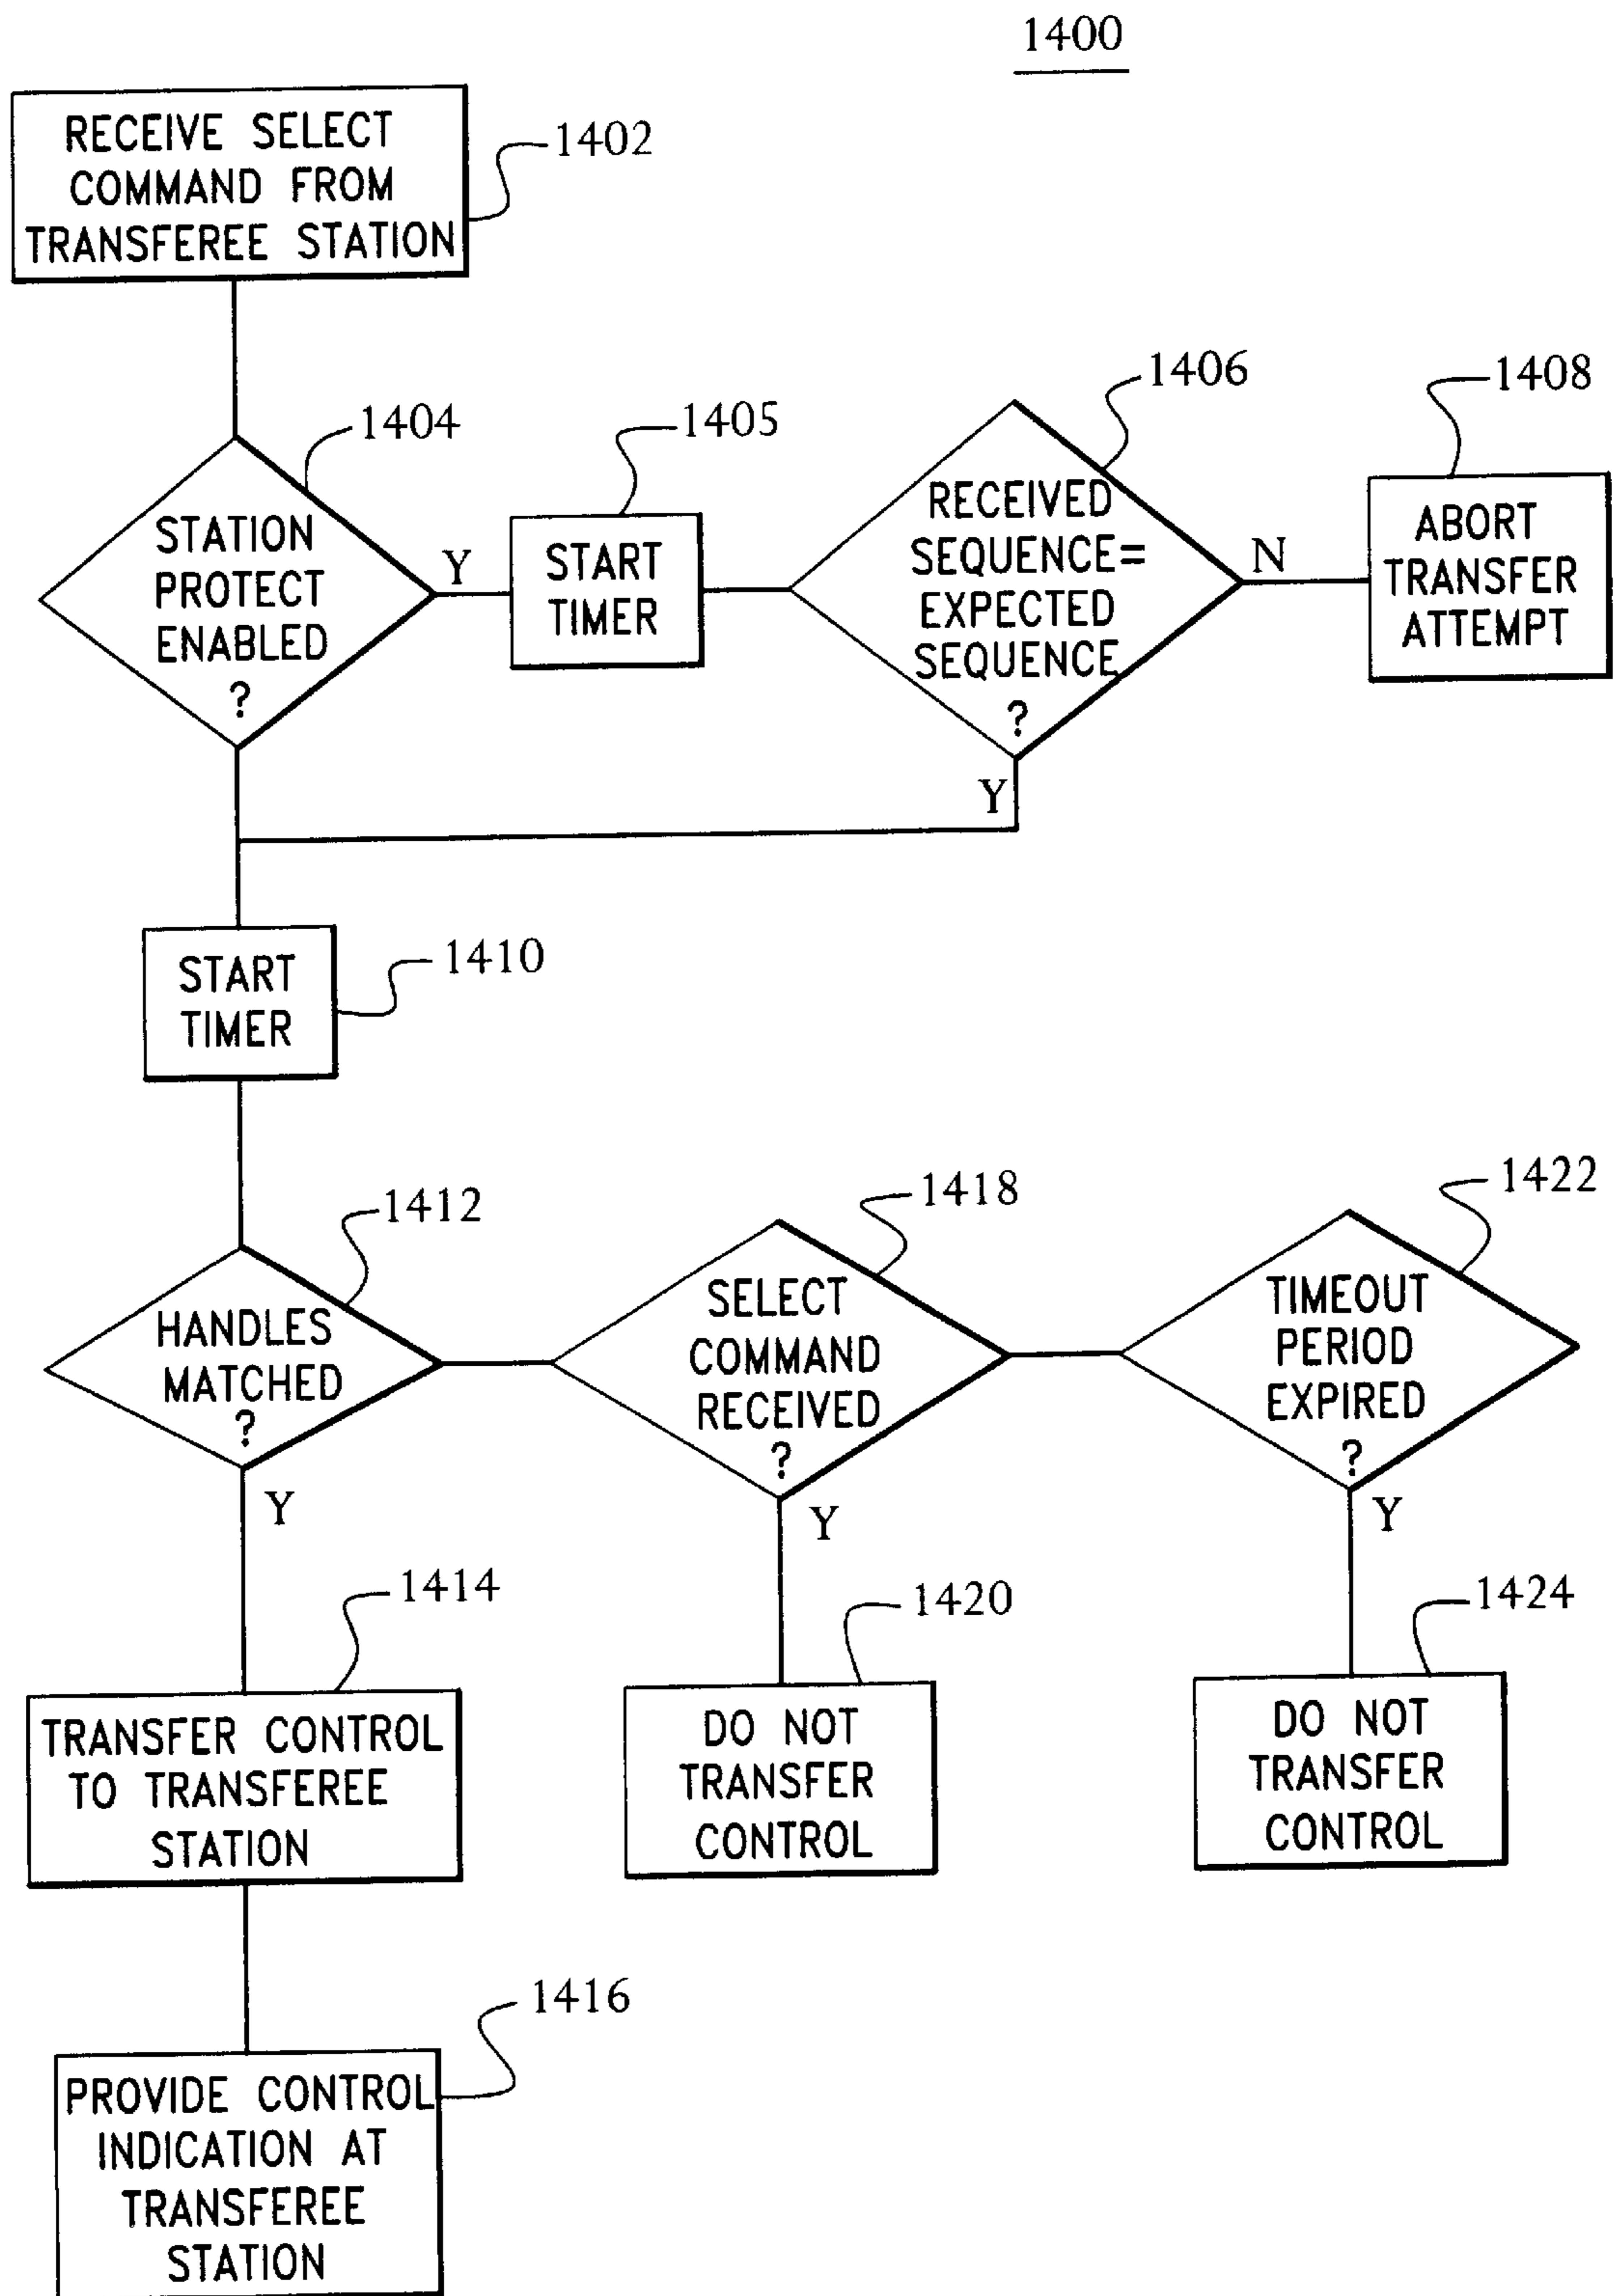 1400
RECEIVE SELECT
COMMAND FROM
TRANSFEREE STATION
1402
1404
STATION
PROTECT
ENABLED
?
Y
1405
START
TIMER
1406
RECEIVED
SEQUENCE=
EXPECTED
SEQUENCE
?
N
Y
1408
ABORT
TRANSFER
ATTEMPT
START
TIMER
1410
1412
HANDLES
MATCHED
?
Y
1418
SELECT
COMMAND
RECEIVED
?
Y
1422
TIMEOUT
PERIOD
EXPIRED
?
Y
1414
TRANSFER CONTROL
TO TRANSFEREE
STATION
1420
DO NOT
TRANSFER
CONTROL
1424
DO NOT
TRANSFER
CONTROL
1416
PROVIDE CONTROL
INDICATION AT
TRANSFEREE
STATION